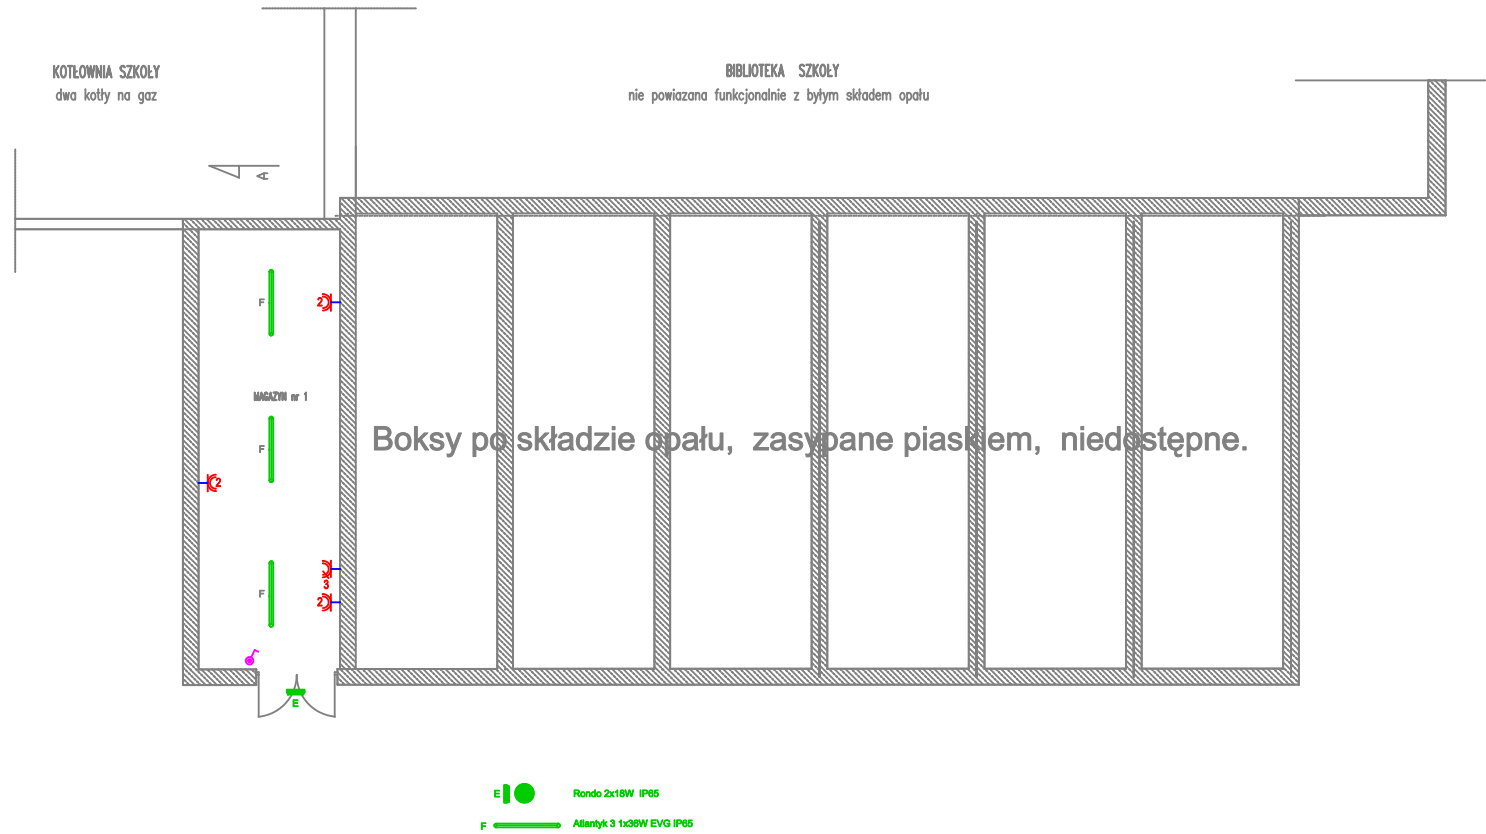 KOTŁOWNIA SZKOŁY
dwa kotły na gaz
BIBLIOTEKA SZKOŁY
nie powiazana funkcjonalnie z byłym składem opału
A
F
2
MAGAZYN nr 1
F
Boksy po składzie opału, zasypane piaskiem, niedostępne.
2
3
F
2
E
E Rondo 2x18W IP65
F Atlantyk 3 1x36W EVG IP65